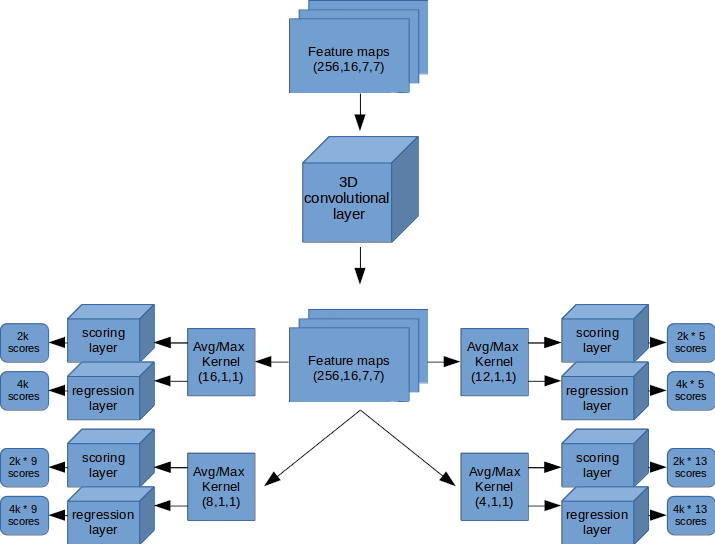 Feature maps
(256,16,7,7)
3D
convolutional
layer
Feature maps
(256,16,7,7)
Avg/Max
Kernel
(16,1,1)
scoring
layer
2k
scores
regression
layer
4k
scores
Avg/Max
Kernel
(12,1,1)
scoring
layer
2k * 5
scores
regression
layer
4k * 5
scores
Avg/Max
Kernel
(8,1,1)
scoring
layer
2k * 9
scores
regression
layer
4k * 9
scores
Avg/Max
Kernel
(4,1,1)
scoring
layer
2k * 13
scores
regression
layer
4k * 13
scores